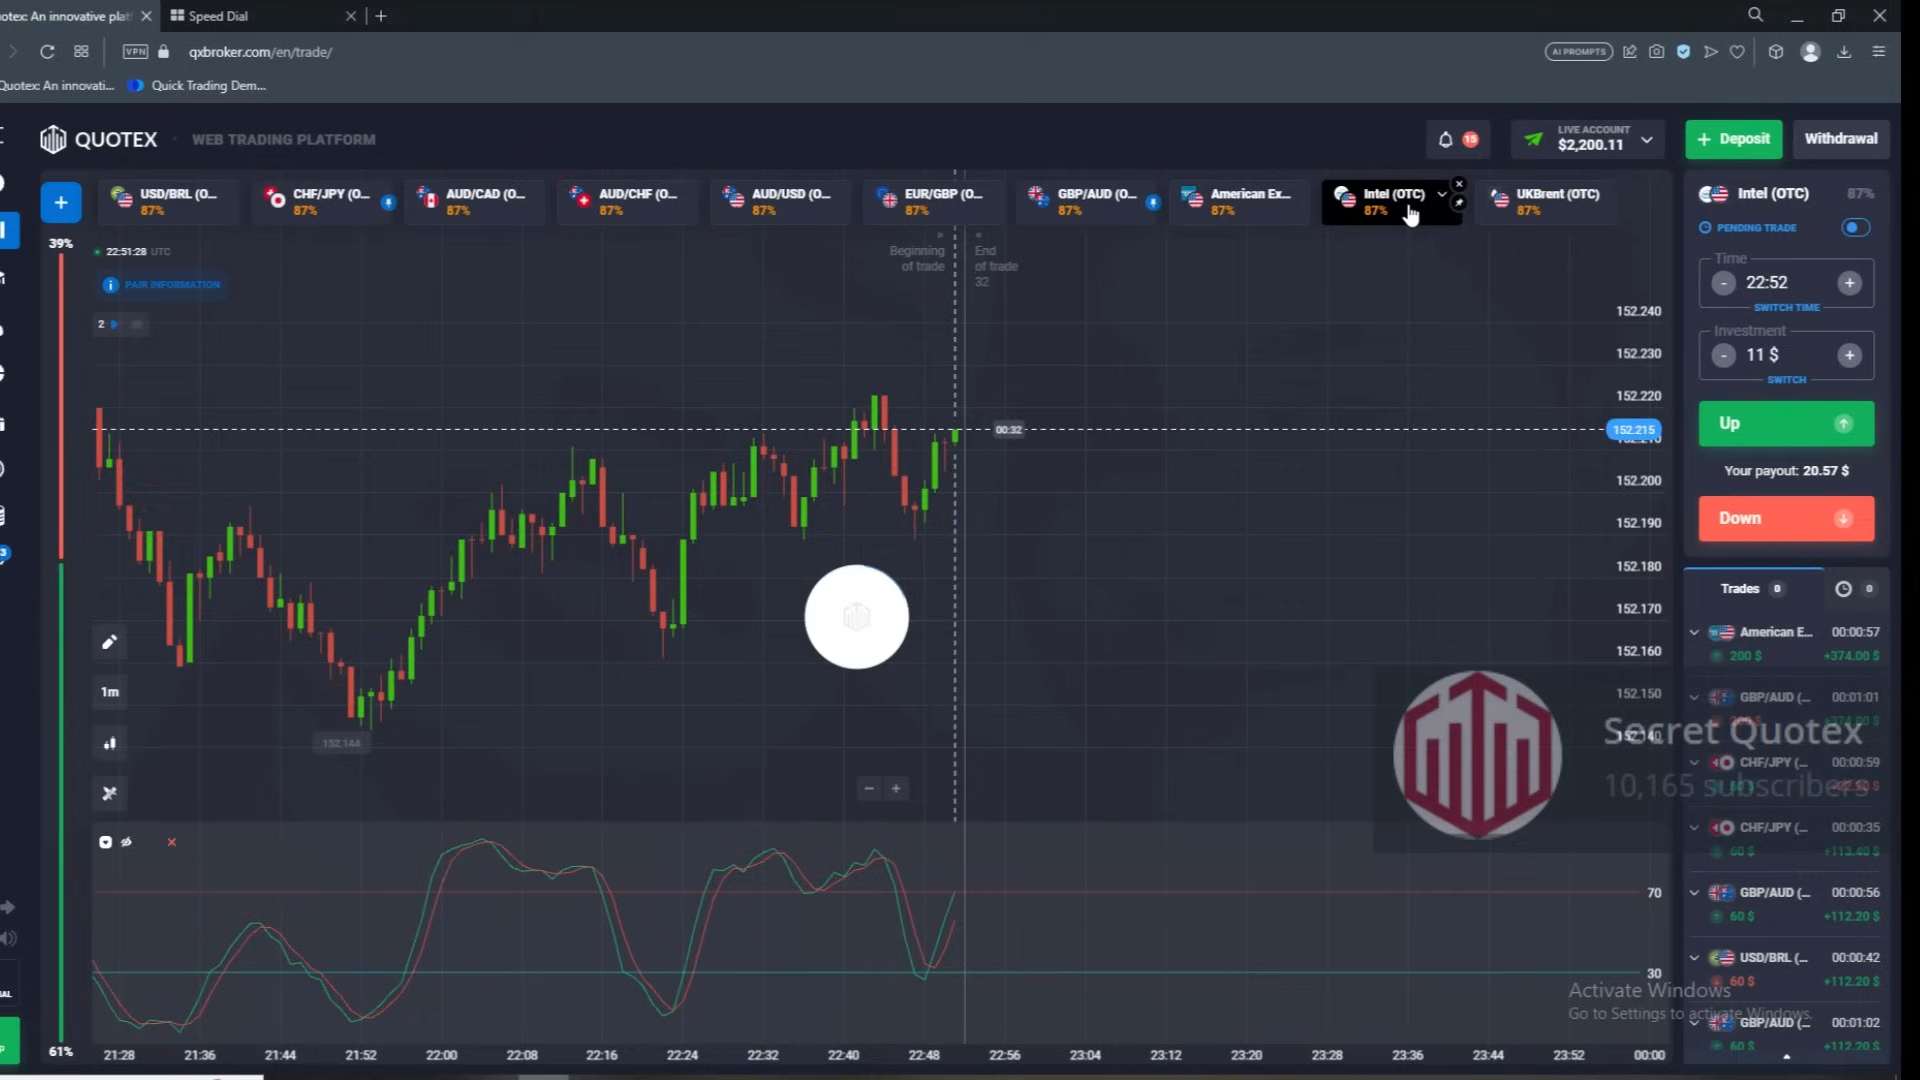 otex: An innovative plat
Speed Dial
VPN
qxbroker.com/en/trade/
AI PROMPTS
Quotex: An innovati...
Quick Trading Dem...
QUOTEX
WEB TRADING PLATFORM
15
LIVE ACCOUNT
$2,200.11
+ Deposit
Withdrawal
+
USD/BRL (O...
87%
CHF/JPY (O...
87%
AUD/CAD (O...
87%
AUD/CHF (O...
87%
AUD/USD (O...
87%
EUR/GBP (O...
87%
GBP/AUD (O...
87%
American Ex...
87%
Intel (OTC)
87%
UKBrent (OTC)
87%
Intel (OTC)
87%
PENDING TRADE
Time
- 22:52 +
SWITCH TIME
Investment
- 11 $ +
SWITCH
Up
Your payout: 20.57 $
Down
39%
22:51:28 UTC
PAIR INFORMATION
2
Beginning
of trade
End
of trade
32
152.240
152.230
152.220
152.215
00:32
152.200
152.190
152.180
152.170
152.160
152.150
152.144
1m
- +
70
30
61%
21:28 21:36 21:44 21:52 22:00 22:08 22:16 22:24 22:32 22:40 22:48 22:56 23:04 23:12 23:20 23:28 23:36 23:44 23:52 00:00
Trades 0
0
American E... 00:00:57
200 $ +374.00 $
GBP/AUD (... 00:01:01
Secret Quotex
CHF/JPY (... 00:00:59
10,165 subscribers
CHF/JPY (... 00:00:35
60 $ +113.40 $
GBP/AUD (... 00:00:56
60 $ +112.20 $
USD/BRL (... 00:00:42
60 $ +112.20 $
Activate Windows
Go to Settings to activate Windows.
GBP/AUD (... 00:01:02
60 $ +112.20 $